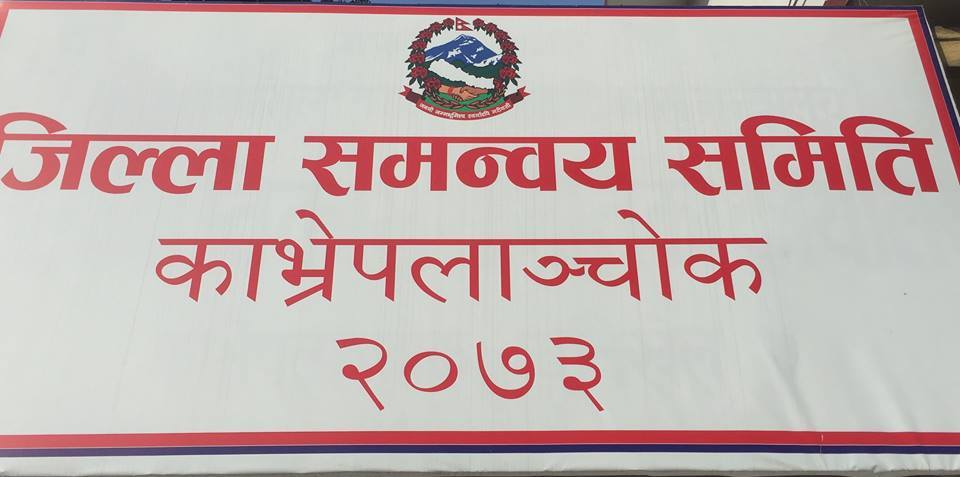 जिल्ला समन्वय समिति
काभ्रेपलाञ्चोक
२०७३